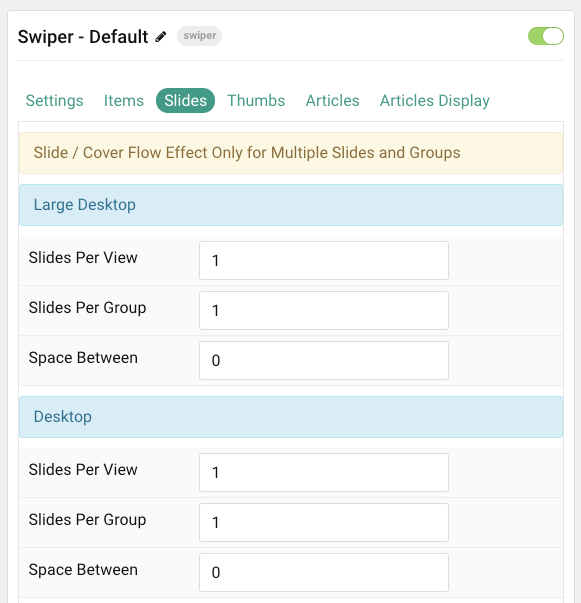 Swiper - Default swiper
Settings Items Slides Thumbs Articles Articles Display
Slide / Cover Flow Effect Only for Multiple Slides and Groups
Large Desktop
Slides Per View 1
Slides Per Group 1
Space Between 0
Desktop
Slides Per View 1
Slides Per Group 1
Space Between 0